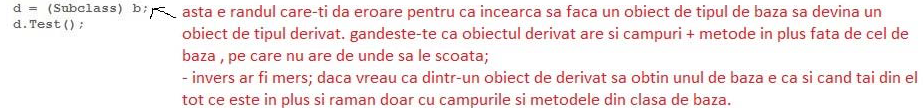 d = (Subclass) b; asta e randul care-ti da eroare pentru ca incearca sa faca un obiect de tipul de baza sa devina un
d.Test(); obiect de tipul derivat. gandeste-te ca obiectul derivat are si campuri + metode in plus fata de cel de
baza , pe care nu are de unde sa le scoata;
- invers ar fi mers; daca vreau ca dintr-un obiect de derivat sa obtin unul de baza e ca si cand tai din el
tot ce este in plus si raman doar cu campurile si metodele din clasa de baza.